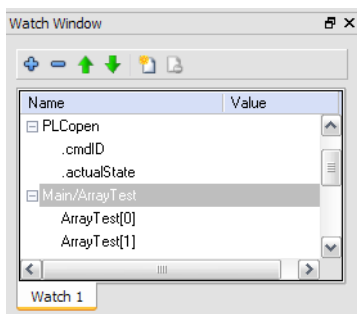 Watch Window
Name Value
PLCopen
.cmdID
.actualState
Main/ArrayTest
ArrayTest[0]
ArrayTest[1]
Watch 1